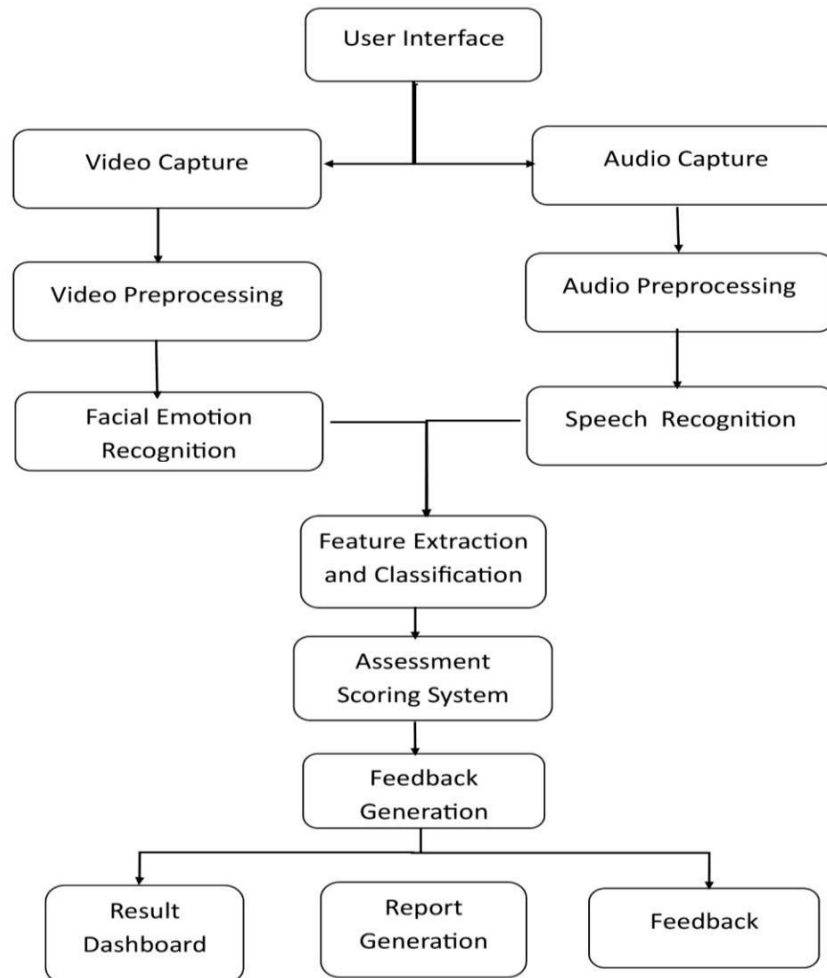 User Interface
Video Capture
Audio Capture
Video Preprocessing
Audio Preprocessing
Facial Emotion
Recognition
Speech Recognition
Feature Extraction
and Classification
Assessment
Scoring System
Feedback
Generation
Result
Dashboard
Report
Generation
Feedback